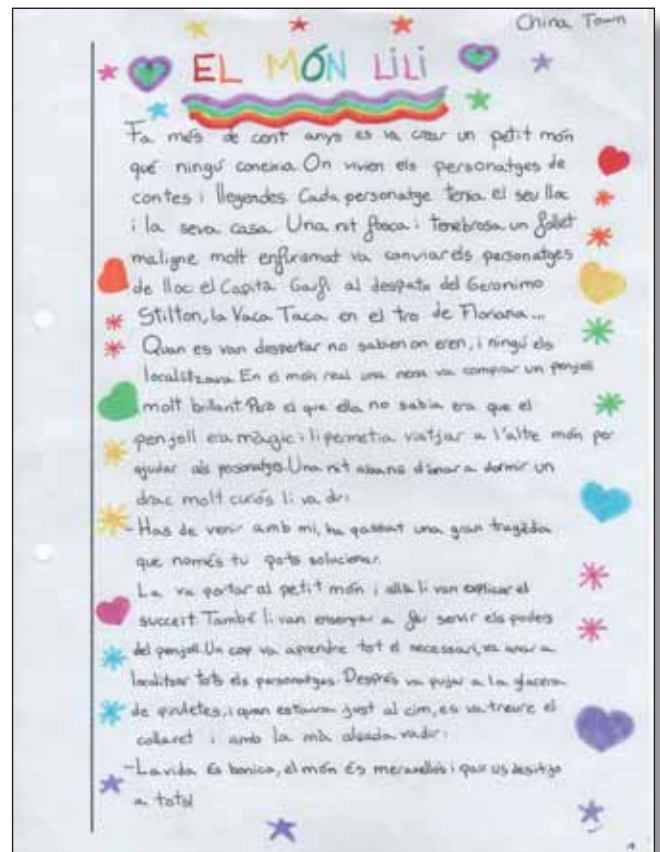 China Town
EL MÓN LiLi
Fa més de cent anys es va crear un petit món
qué ningú coneixia. On vivien els personatges de
contes i llegendes. Cada personatge tenia el seu lloc
i la seva casa. Una nit fosca i tenebrosa un follet
maligne molt enfurismat va canviar els personatges
de lloc el Capità Garfi al despatx del Geronimo
Stilton, la Vaca Taca en el tro de Floriana...
Quan es van despertar no sabien on eren, i ningú els
localitzava. En el món real una nena va comprar un penjoll
molt brillant. Però el que ella no sabia era que el
penjoll era màgic i li permetia viatjar a l'altre món per
ajudar als personatges. Una nit abans d'anar a dormir un
drac molt curiós li va dir:
-Has de venir amb mi, ha passat una gran tragèdia
que només tu pots solucionar.
La va portar al petit món i allà li van explicar el
succeït. També li van ensenyar a fer servir els poders
del penjoll. Un cop va aprendre tot el necessari, va anar a
localitzar tots els personatges. Després va pujar a la glacera
de piruletes, i quan estava just al cim, es va treure el
collaret i amb la mà alçada va dir:
-La vida és bonica, el món és meravellós i pau us desitjo
a tots!